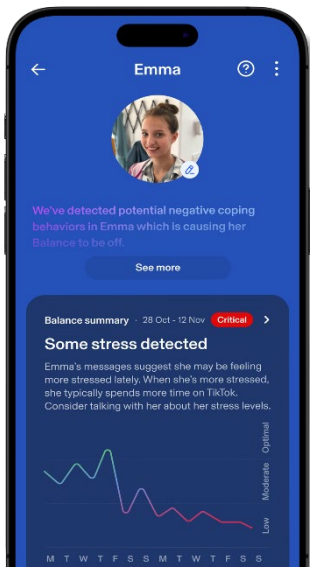 Emma
We've detected potential negative coping
behaviors in Emma which is causing her
Balance to be off.
See more
Balance summary · 28 Oct - 12 Nov Critical
Some stress detected
Emma's messages suggest she may be feeling
more stressed lately. When she's more stressed,
she typically spends more time on TikTok.
Consider talking with her about her stress levels.
Optimal
Moderate
Low
M T W T F S S M T W T F S S